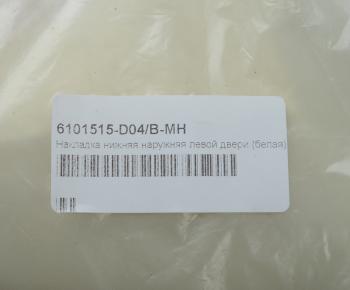 6101515-D04/B-MH
Накладка нижняя наружняя левой двери (белая)